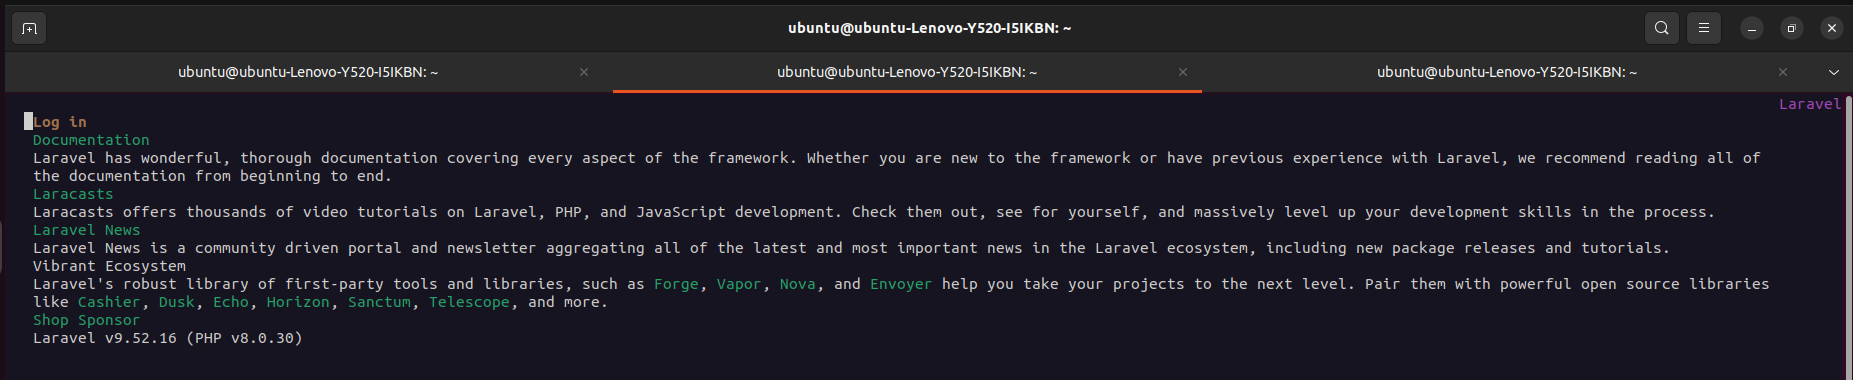 ubuntu@ubuntu-Lenovo-Y520-I5IKBN: ~
ubuntu@ubuntu-Lenovo-Y520-I5IKBN: ~ ubuntu@ubuntu-Lenovo-Y520-I5IKBN: ~ ubuntu@ubuntu-Lenovo-Y520-I5IKBN: ~
Laravel
Log in
Documentation
Laravel has wonderful, thorough documentation covering every aspect of the framework. Whether you are new to the framework or have previous experience with Laravel, we recommend reading all of
the documentation from beginning to end.
Laracasts
Laracasts offers thousands of video tutorials on Laravel, PHP, and JavaScript development. Check them out, see for yourself, and massively level up your development skills in the process.
Laravel News
Laravel News is a community driven portal and newsletter aggregating all of the latest and most important news in the Laravel ecosystem, including new package releases and tutorials.
Vibrant Ecosystem
Laravel's robust library of first-party tools and libraries, such as Forge, Vapor, Nova, and Envoyer help you take your projects to the next level. Pair them with powerful open source libraries
like Cashier, Dusk, Echo, Horizon, Sanctum, Telescope, and more.
Shop Sponsor
Laravel v9.52.16 (PHP v8.0.30)